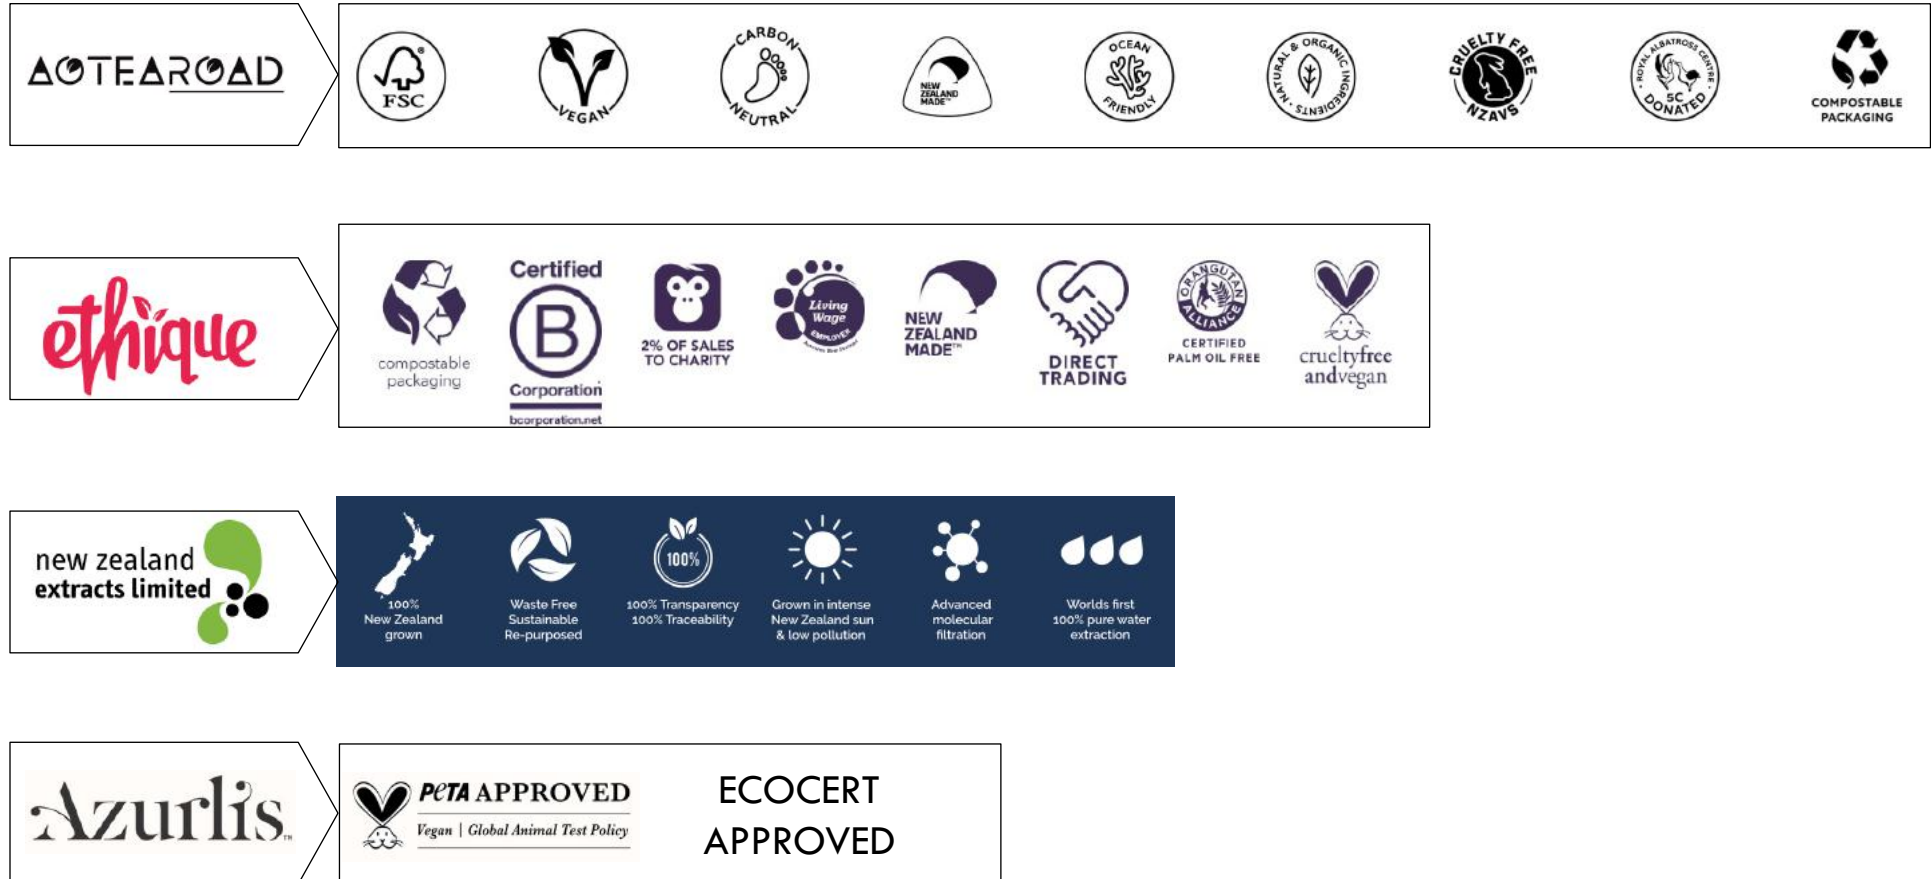 AOTEAROAD
FSC
VEGAN
CARBON
NEUTRAL
NEW
ZEALAND
MADE™
OCEAN
FRIENDLY
NATURAL & ORGANIC INGREDIENTS
CRUELTY FREE
NZAVS
ROYAL ALBATROSS CENTRE
5C
DONATED
COMPOSTABLE
PACKAGING
ethique
compostable
packaging
Certified
B
Corporation
bcorporation.net
2% OF SALES
TO CHARITY
Living
Wage
EMPLOYER
NEW
ZEALAND
MADE™
DIRECT
TRADING
ORANGUTAN
ALLIANCE
CERTIFIED
PALM OIL FREE
crueltyfree
andvegan
new zealand
extracts limited
100%
New Zealand
grown
Waste Free
Sustainable
Re-purposed
100%
100% Transparency
100% Traceability
Grown in intense
New Zealand sun
& low pollution
Advanced
molecular
filtration
Worlds first
100% pure water
extraction
Azurlis™
PeTA APPROVED
Vegan | Global Animal Test Policy
ECOCERT
APPROVED